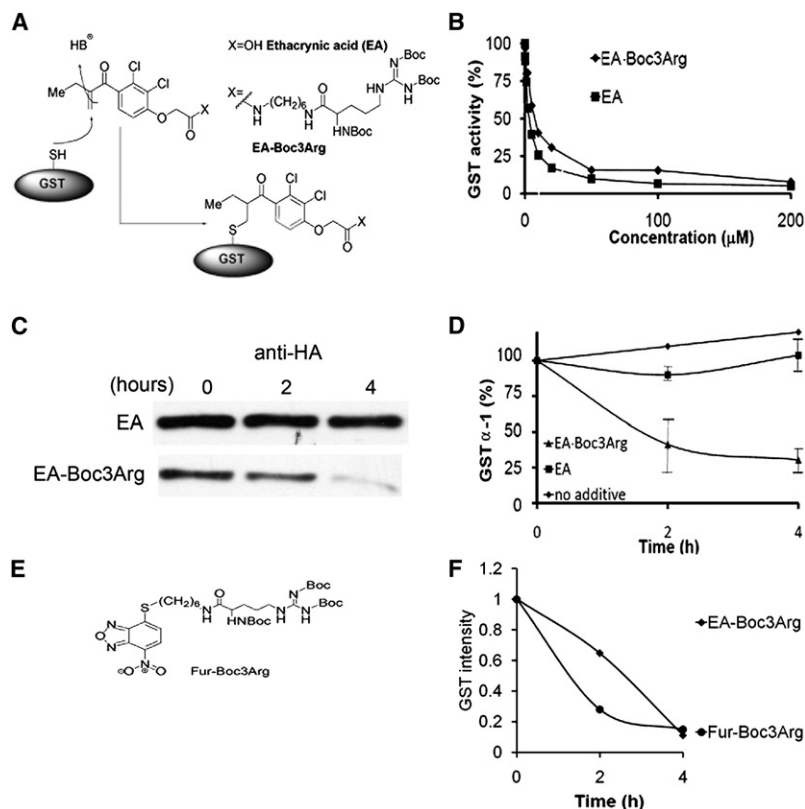 A
HB⊕
Me
O
Cl
Cl
O
X
O
SH
GST
X=OH Ethacrynic acid (EA)
X=
N
H
(CH2)6
N
H
O
NHBoc
N
H
N
Boc
HN
Boc
EA-Boc3Arg
Me
O
Cl
Cl
S
O
X
O
GST
B
GST activity (%)
100
75
50
25
0
0
100
200
Concentration (µM)
EA-Boc3Arg
EA
C
anti-HA
(hours) 0 2 4
EA
EA-Boc3Arg
D
GST α-1 (%)
100
75
50
25
0
EA-Boc3Arg
EA
no additive
0
2
4
Time (h)
E
S
(CH2)6
N
H
O
NHBoc
N
H
N
Boc
HN
Boc
N
O
N
⊖O
N
⊕
O
Fur-Boc3Arg
F
GST intensity
1.2
1
0.8
0.6
0.4
0.2
0
0
2
4
Time (h)
EA-Boc3Arg
Fur-Boc3Arg